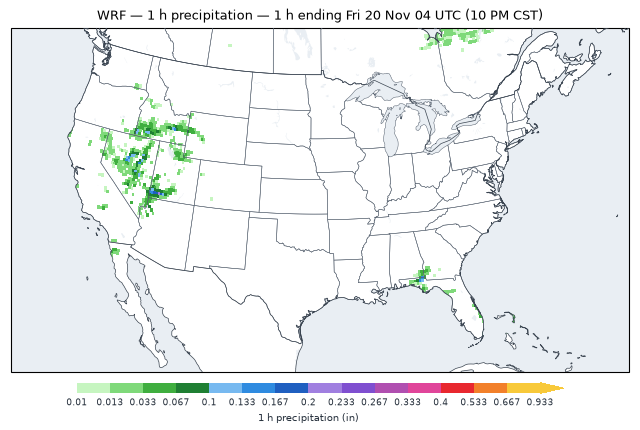 WRF — 1 h precipitation — 1 h ending Fri 20 Nov 04 UTC (10 PM CST)
0.01 0.013 0.033 0.067 0.1 0.133 0.167 0.2 0.233 0.267 0.333 0.4 0.533 0.667 0.933
1 h precipitation (in)